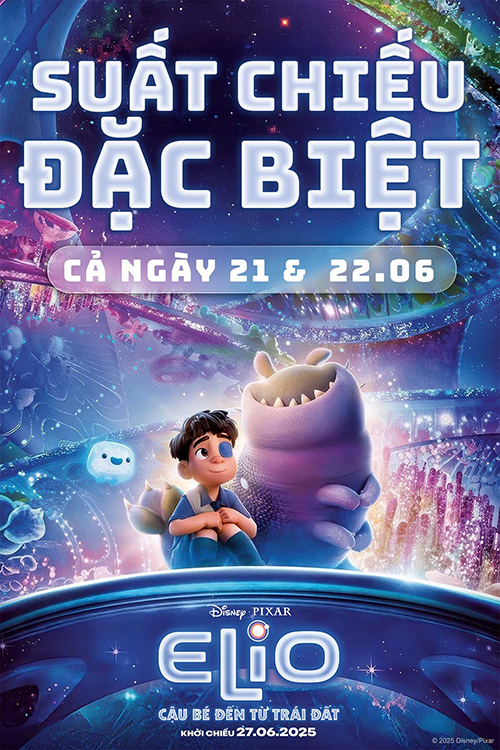 SUẤT CHIẾU
ĐẶC BIỆT
CẢ NGÀY 21 & 22.06
Disney · PIXAR
ELIO
CẬU BÉ ĐẾN TỪ TRÁI ĐẤT
KHỞI CHIẾU 27.06.2025
© 2025 Disney/Pixar